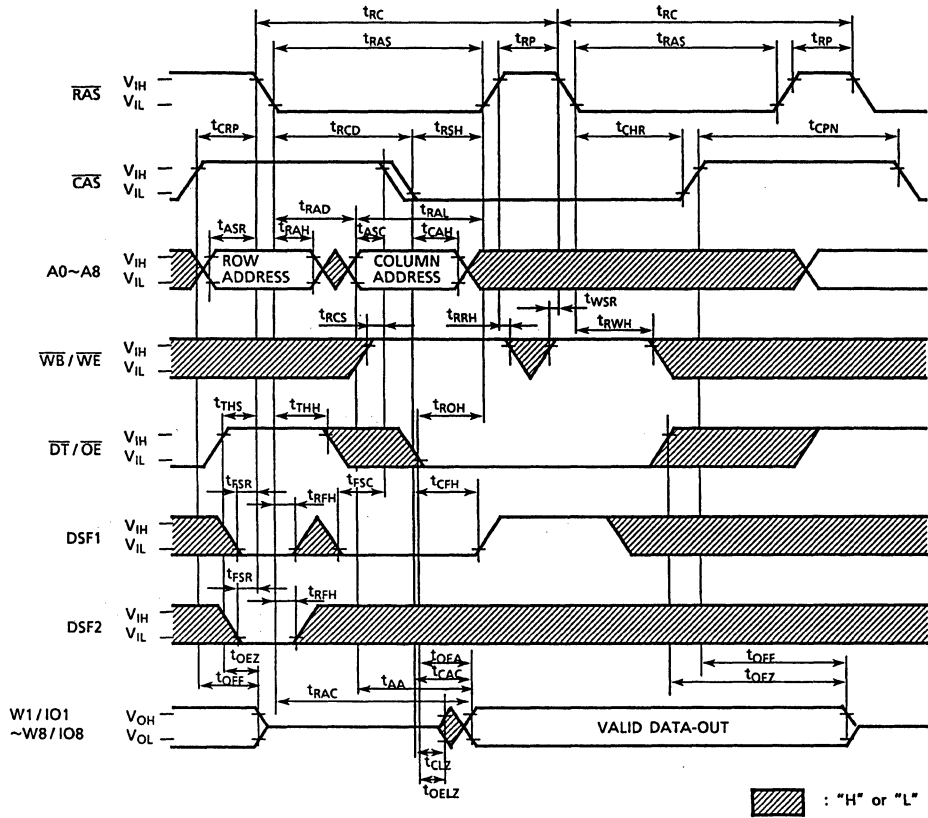 tRC tRC
tRAS tRP tRAS tRP
RAS VIH
VIL
tCRP tRCD tRSH tCHR tCPN
CAS VIH
VIL
tRAD tRAL
tASR tRAH tASC tCAH
A0~A8 VIH
VIL
ROW ADDRESS
COLUMN ADDRESS
tWSR
tRCS tRRH tRWH
WB / WE VIH
VIL
tTHS tTHH tROH
DT / OE VIH
VIL
tFSR tRFH tFSC tCFH
DSF1 VIH
VIL
tFSR tRFH
DSF2 VIH
VIL
tOEZ tOEA tOFF
tOFF tCAC tOEZ
tRAC tAA
W1 / IO1
~W8 / IO8
VOH
VOL
VALID DATA-OUT
tCLZ
tOELZ
: "H" or "L"